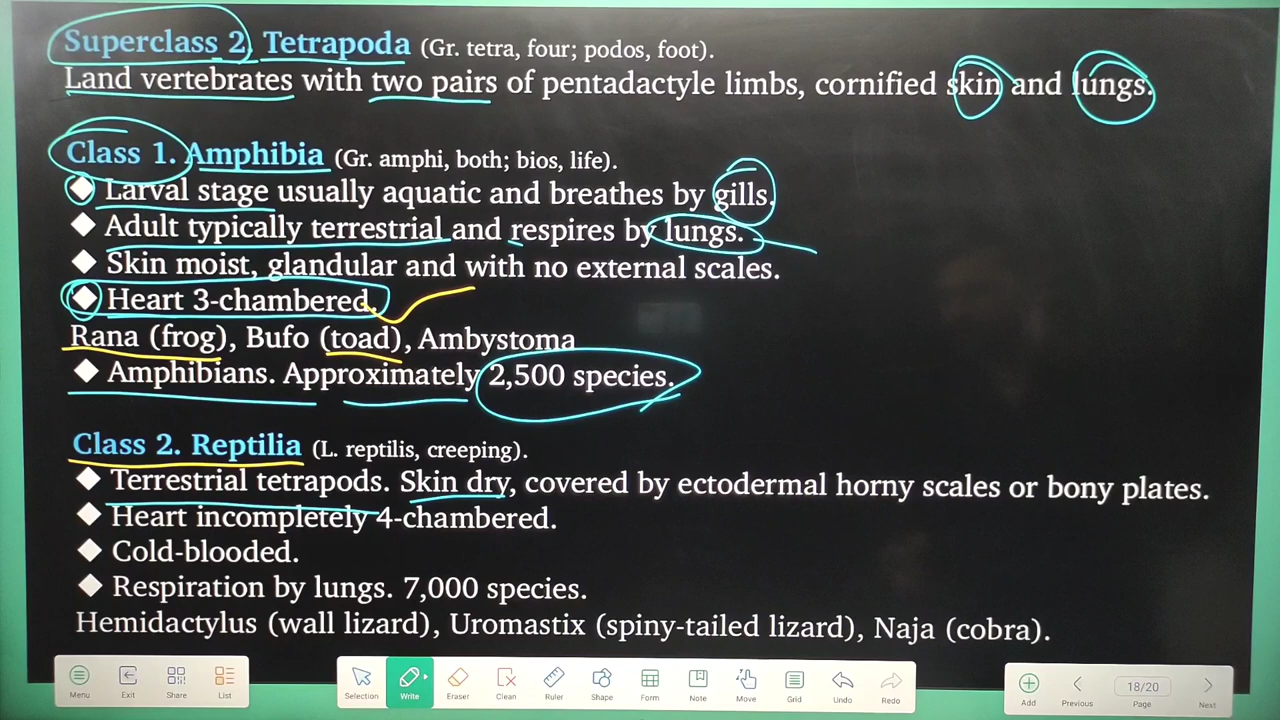 Superclass 2. Tetrapoda (Gr. tetra, four; podos, foot).
Land vertebrates with two pairs of pentadactyle limbs, cornified skin and lungs.
Class 1. Amphibia (Gr. amphi, both; bios, life).
◆ Larval stage usually aquatic and breathes by gills.
◆ Adult typically terrestrial and respires by lungs.
◆ Skin moist, glandular and with no external scales.
◆ Heart 3-chambered.
Rana (frog), Bufo (toad), Ambystoma
◆ Amphibians. Approximately 2,500 species.
Class 2. Reptilia (L. reptilis, creeping).
◆ Terrestrial tetrapods. Skin dry, covered by ectodermal horny scales or bony plates.
◆ Heart incompletely 4-chambered.
◆ Cold-blooded.
◆ Respiration by lungs. 7,000 species.
Hemidactylus (wall lizard), Uromastix (spiny-tailed lizard), Naja (cobra).
Menu Exit Share List Selection Write Eraser Clean Ruler Shape Form Note Move Grid Undo Redo Add Previous 18/20 Page Next